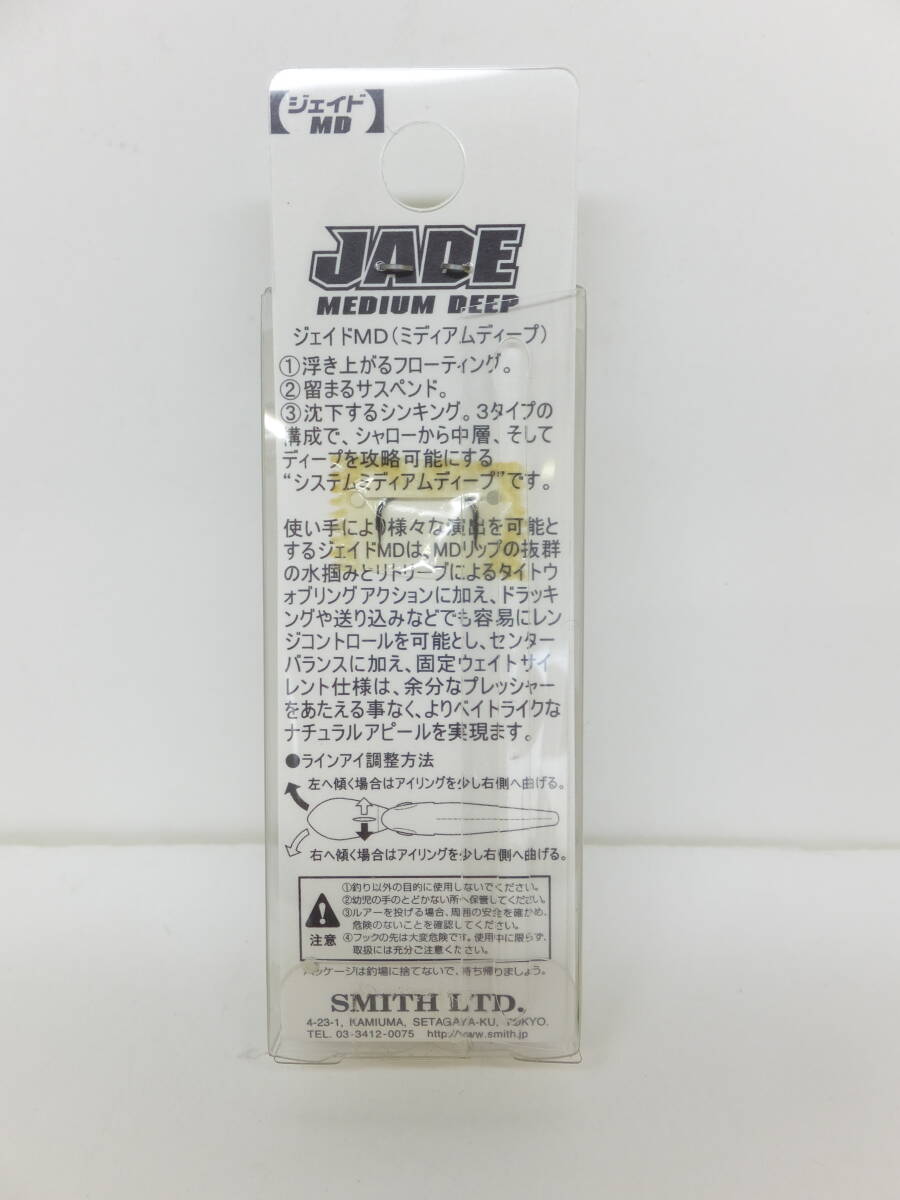 【ジェイド
MD】
JADE
MEDIUM DEEP
ジェイドMD(ミディアムディープ)
①浮き上がるフローティング。
②留まるサスペンド。
③沈下するシンキング。3タイプの
構成で、シャローから中層、そして
ディープを攻略可能にする
“システムミディアムディープ”です。
使い手により様々な演出を可能と
するジェイドMDは、MDリップの抜群
の水掴みとリトリーブによるタイトウ
ォブリングアクションに加え、ドラッキ
ングや送り込みなどでも容易にレン
ジコントロールを可能とし、センター
バランスに加え、固定ウェイトサイ
レント仕様は、余分なプレッシャー
をあたえる事なく、よりベイトライクな
ナチュラルアピールを実現ます。
●ラインアイ調整方法
左へ傾く場合はアイリングを少し右側へ曲げる。
右へ傾く場合はアイリングを少し右側へ曲げる。
注意
①釣り以外の目的に使用しないでください。
②幼児の手のとどかない所へ保管してください。
③ルアーを投げる場合、周囲の安全を確かめ、
危険のないことを確認してください。
④フックの先は大変危険です。使用中に限らず、
取扱には充分ご注意ください。
パッケージは釣場に捨てないで、持ち帰りましょう。
SMITH LTD.
4-23-1, KAMIUMA, SETAGAYA-KU, TOKYO.
TEL. 03-3412-0075 http://www.smith.jp